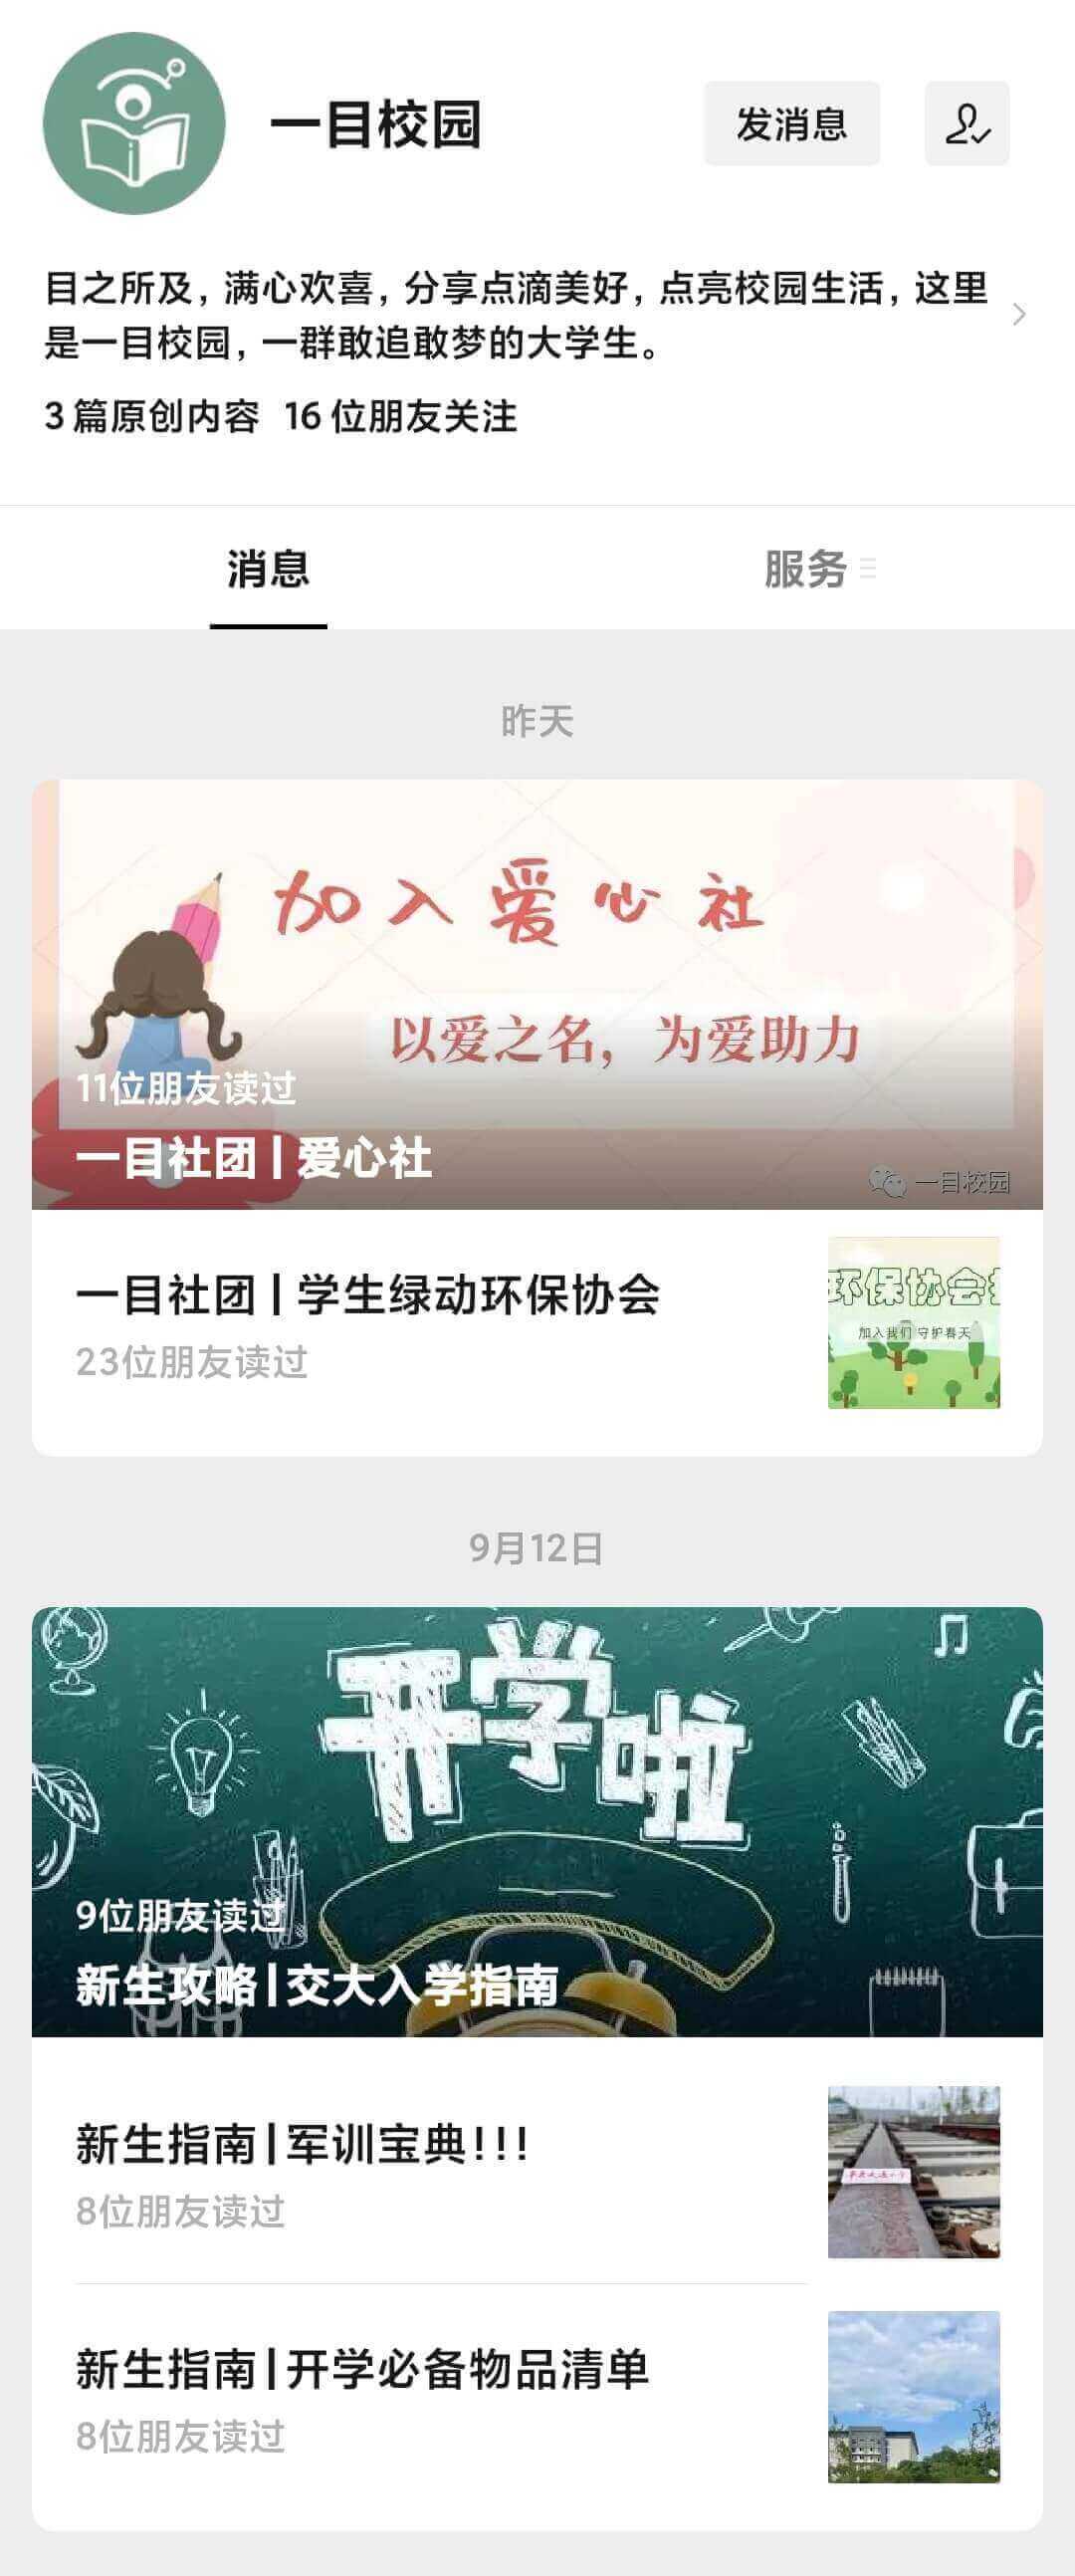 一目校园
发消息
目之所及，满心欢喜，分享点滴美好，点亮校园生活，这里
是一目校园，一群敢追敢梦的大学生。
3篇原创内容 16位朋友关注
消息
服务
昨天
加入爱心社
以爱之名，为爱助力
11位朋友读过
一目社团 | 爱心社
一目校园
一目社团 | 学生绿动环保协会
23位朋友读过
环保协会
加入我们 守护春天
9月12日
开学啦
9位朋友读过
新生攻略|交大入学指南
新生指南|军训宝典!!!
8位朋友读过
新生指南|开学必备物品清单
8位朋友读过